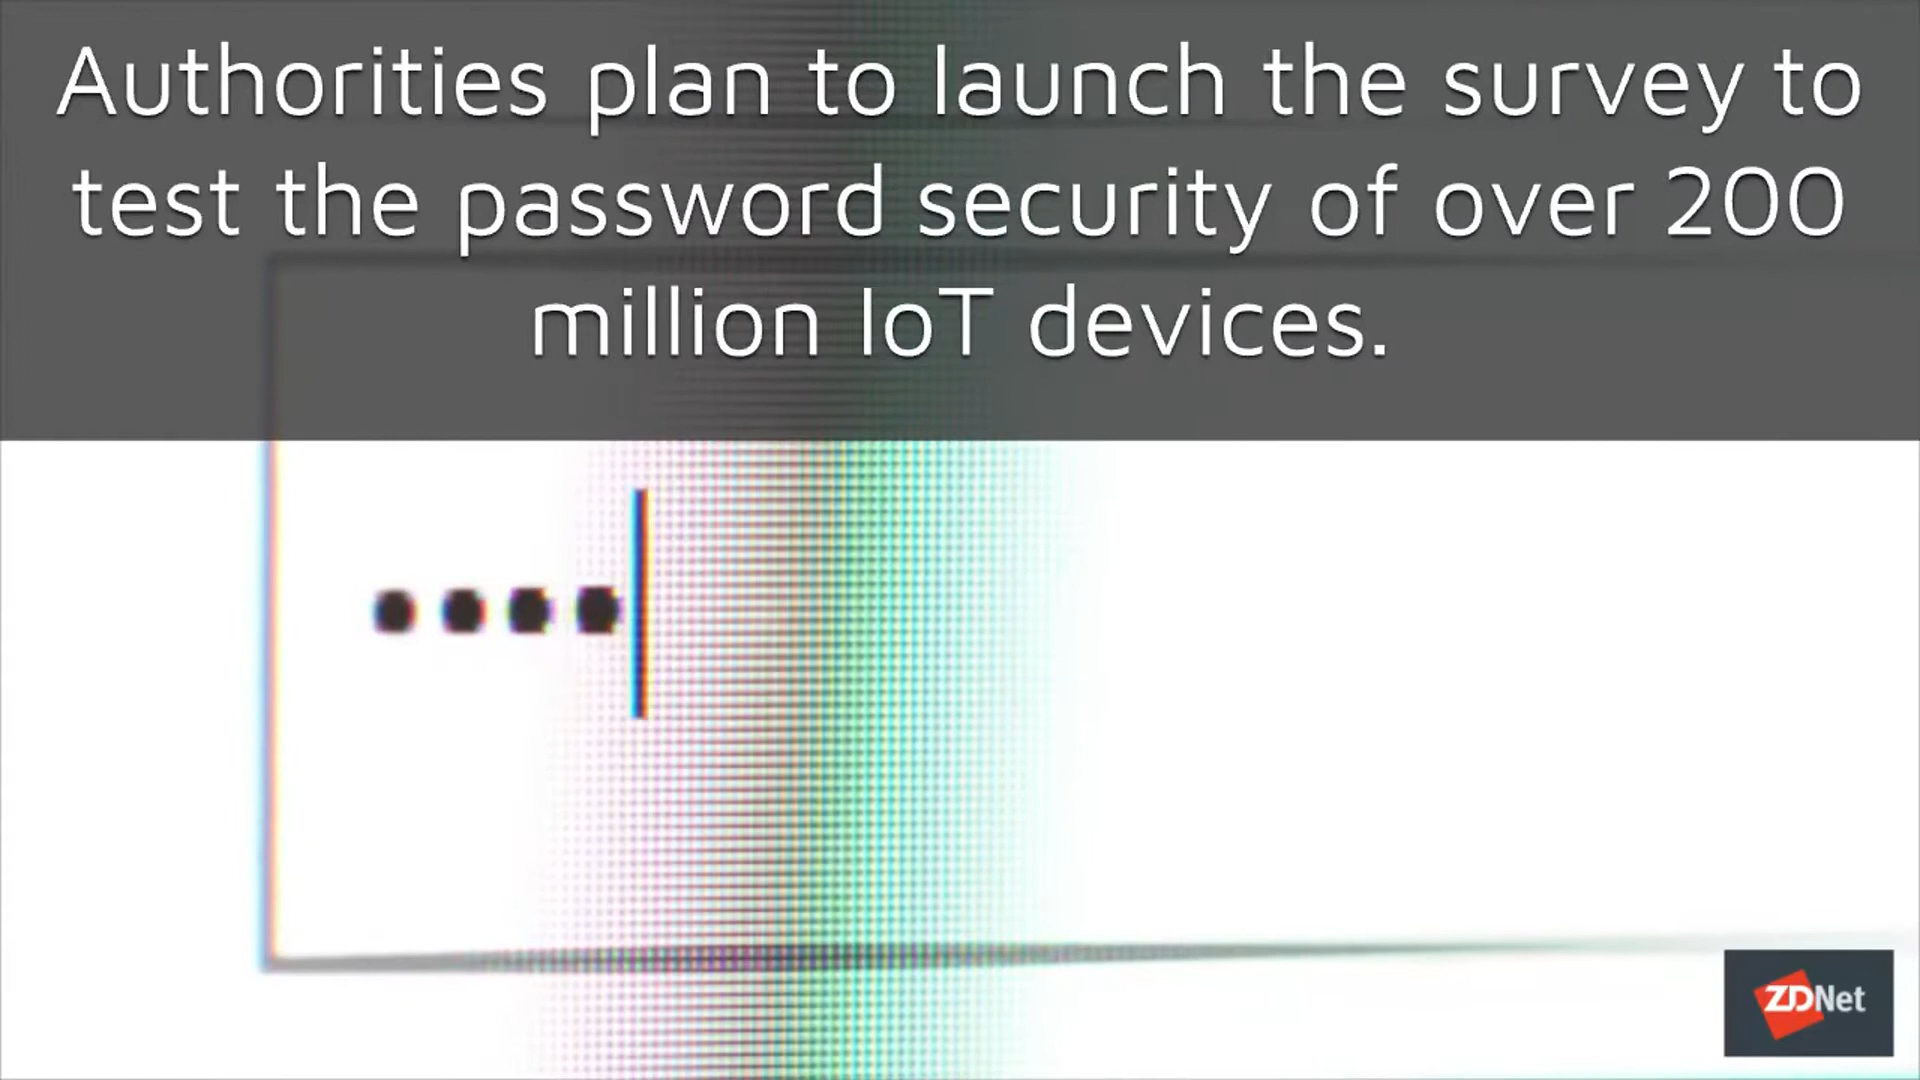 Authorities plan to launch the survey to
test the password security of over 200
million IoT devices.
ZDNet